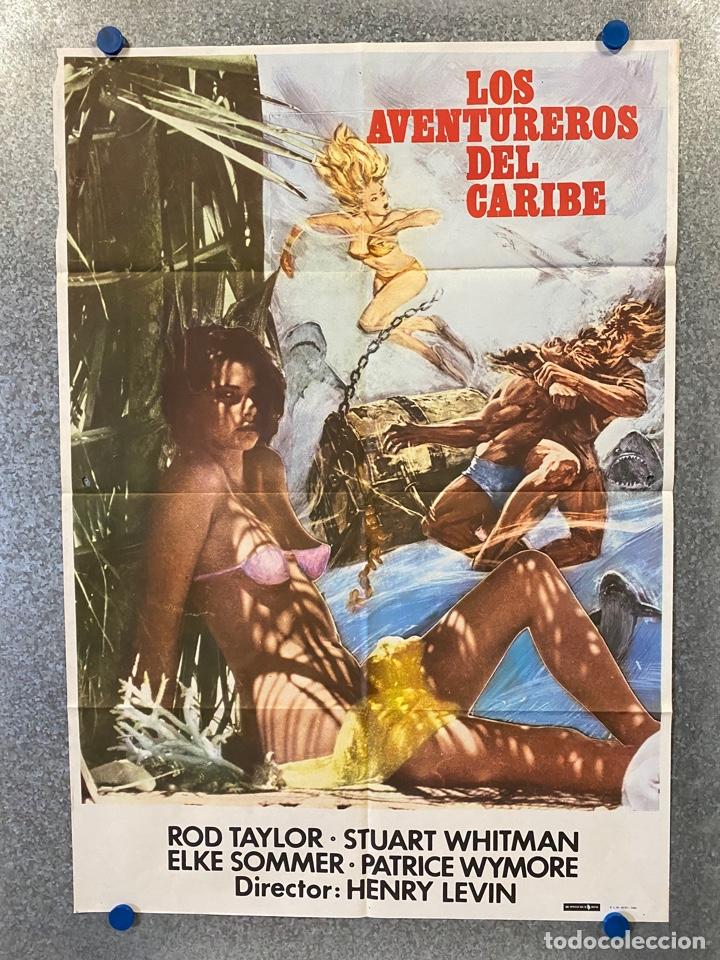 LOS
AVENTUREROS
DEL
CARIBE
ROD TAYLOR · STUART WHITMAN
ELKE SOMMER · PATRICE WYMORE
Director: HENRY LEVIN
todocoleccion